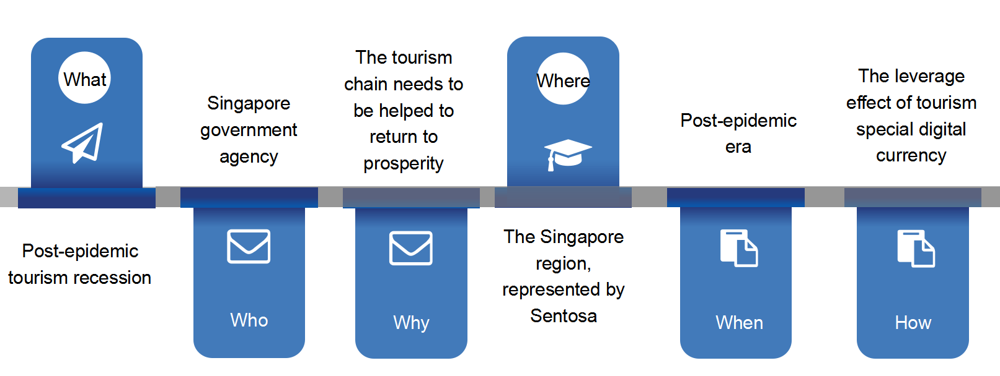 What
Post-epidemic
tourism recession
Singapore
government
agency
Who
The tourism
chain needs to
be helped to
return to
prosperity
Why
Where
The Singapore
region,
represented by
Sentosa
Post-epidemic
era
When
The leverage
effect of tourism
special digital
currency
How